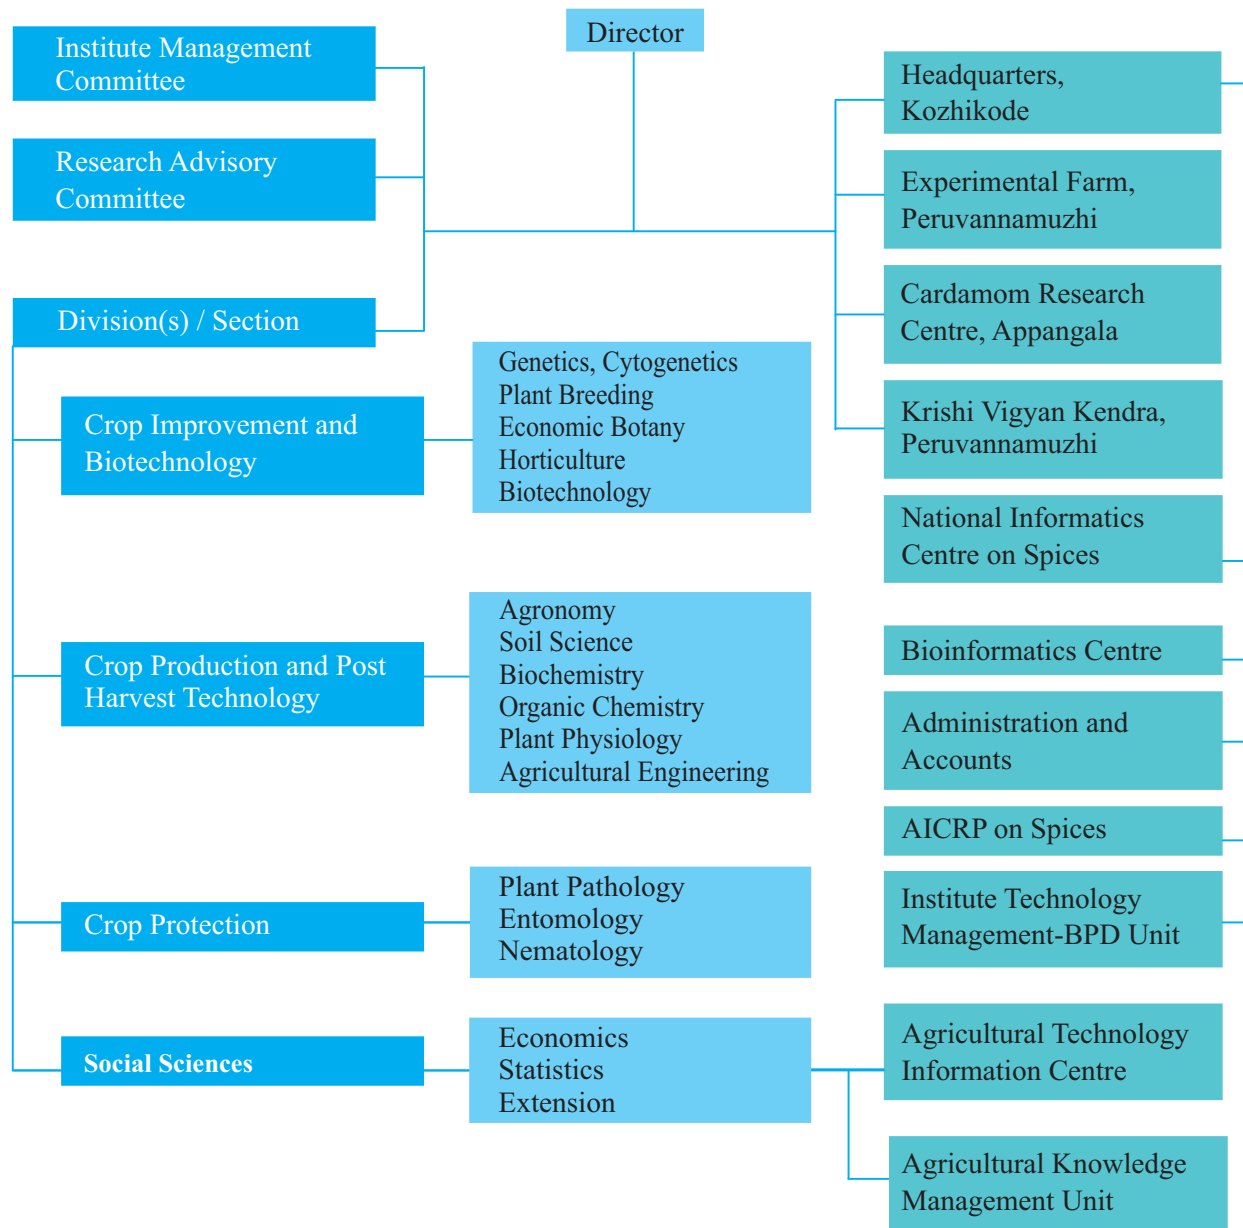 Director
Institute Management
Committee
Research Advisory
Committee
Division(s) / Section
Crop Improvement and
Biotechnology
Genetics, Cytogenetics
Plant Breeding
Economic Botany
Horticulture
Biotechnology
Crop Production and Post
Harvest Technology
Agronomy
Soil Science
Biochemistry
Organic Chemistry
Plant Physiology
Agricultural Engineering
Crop Protection
Plant Pathology
Entomology
Nematology
Social Sciences
Economics
Statistics
Extension
Headquarters,
Kozhikode
Experimental Farm,
Peruvannamuzhi
Cardamom Research
Centre, Appangala
Krishi Vigyan Kendra,
Peruvannamuzhi
National Informatics
Centre on Spices
Bioinformatics Centre
Administration and
Accounts
AICRP on Spices
Institute Technology
Management-BPD Unit
Agricultural Technology
Information Centre
Agricultural Knowledge
Management Unit